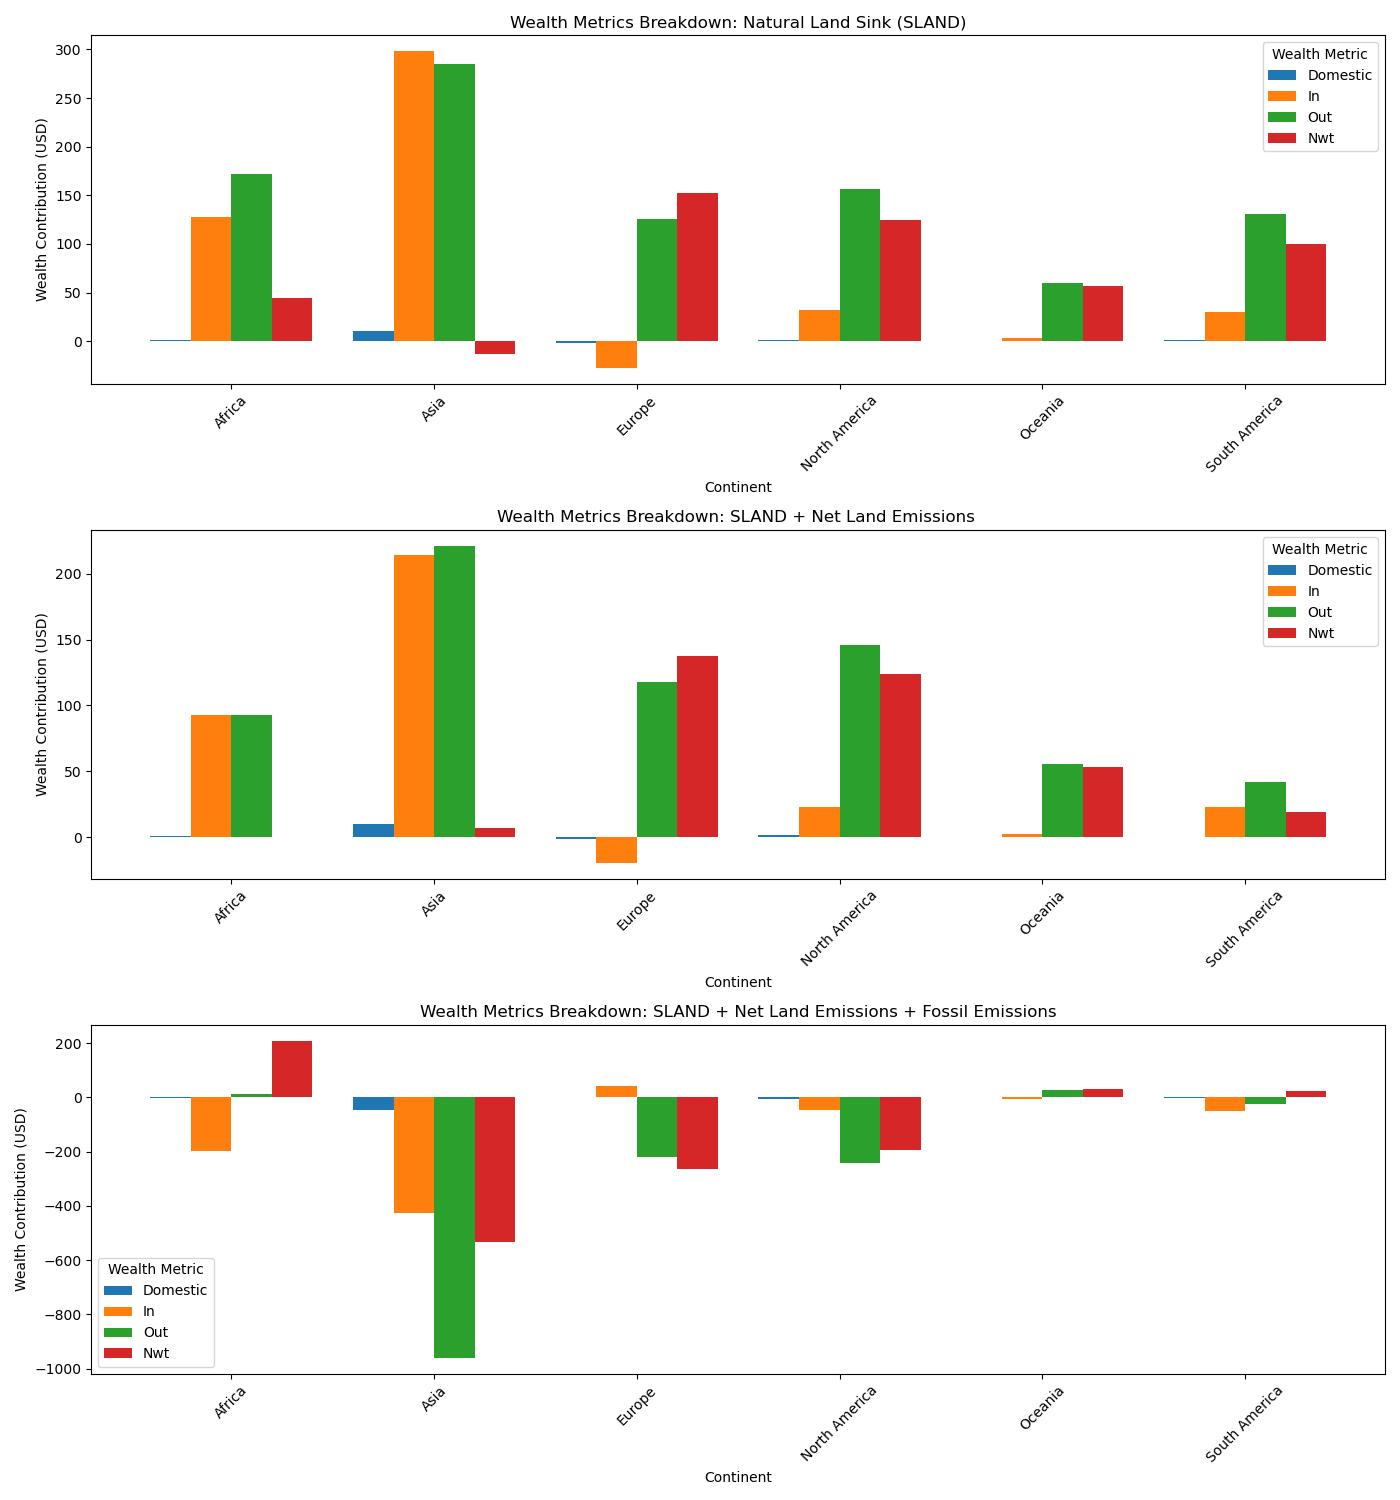 Wealth Metrics Breakdown: Natural Land Sink (SLAND)
Wealth Contribution (USD)
300
250
200
150
100
50
0
Wealth Metric
Domestic
In
Out
Nwt
Africa
Asia
Europe
North America
Oceania
South America
Continent
Wealth Metrics Breakdown: SLAND + Net Land Emissions
Wealth Contribution (USD)
200
150
100
50
0
Wealth Metric
Domestic
In
Out
Nwt
Africa
Asia
Europe
North America
Oceania
South America
Continent
Wealth Metrics Breakdown: SLAND + Net Land Emissions + Fossil Emissions
Wealth Contribution (USD)
200
0
−200
−400
−600
−800
−1000
Wealth Metric
Domestic
In
Out
Nwt
Africa
Asia
Europe
North America
Oceania
South America
Continent